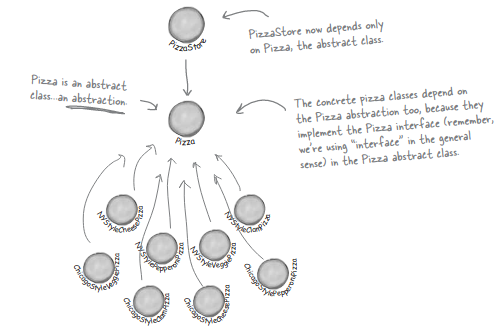 PizzaStore
PizzaStore now depends only
on Pizza, the abstract class.
Pizza is an abstract
class...an abstraction.
Pizza
The concrete pizza classes depend on
the Pizza abstraction too, because they
implement the Pizza interface (remember,
we're using "interface" in the general
sense) in the Pizza abstract class.
NYStyleCheesePizza
NYStyleClamPizza
NYStylePepperoniPizza
NYStyleVeggiePizza
ChicagoStyleVeggiePizza
ChicagoStylePepperoniPizza
ChicagoStyleClamPizza
ChicagoStyleCheesePizza